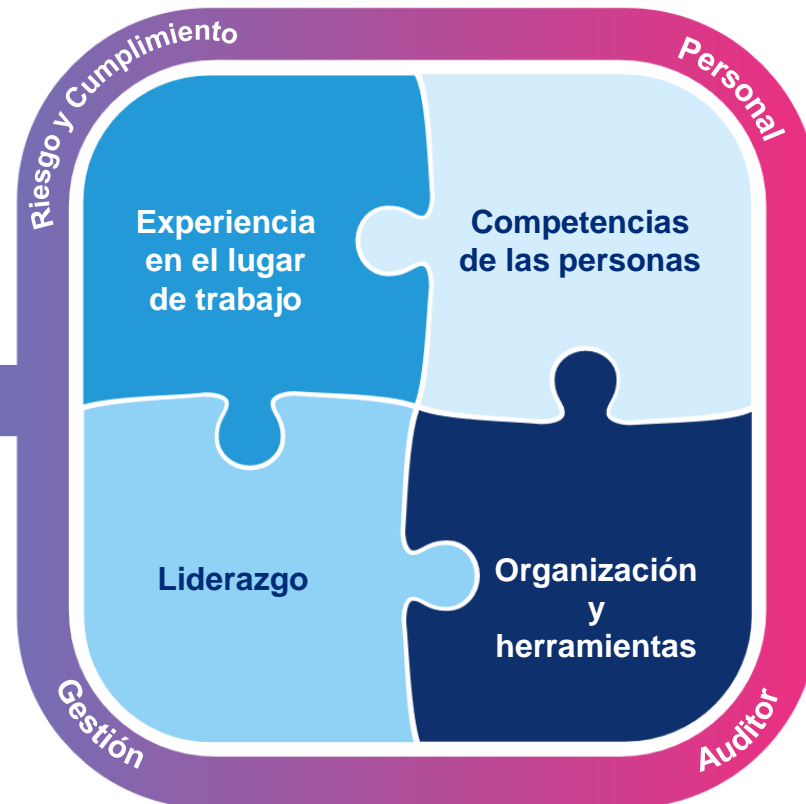 Riesgo y Cumplimiento
Personal
Experiencia
en el lugar
de trabajo
Competencias
de las personas
Liderazgo
Organización
y
herramientas
Gestión
Auditor